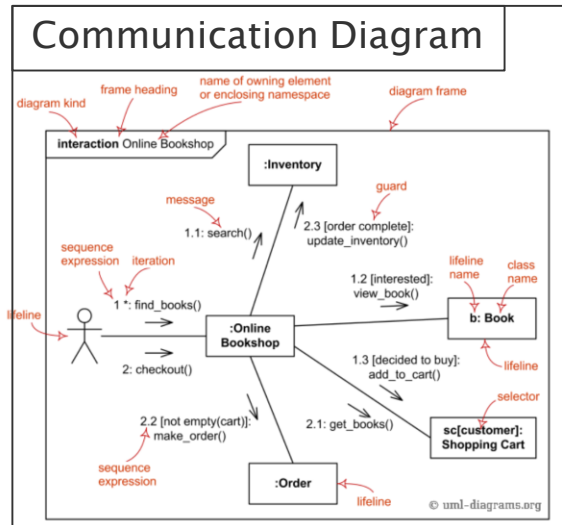 Communication Diagram
name of owning element
or enclosing namespace
frame heading
diagram kind
diagram frame
interaction Online Bookshop
:Inventory
message
guard
1.1: search()
2.3 [order complete]:
update_inventory()
sequence
expression
iteration
1.2 [interested]:
view_book()
lifeline
name
class
name
1 *: find_books()
lifeline
:Online
Bookshop
b: Book
2: checkout()
1.3 [decided to buy]:
add_to_cart()
lifeline
selector
2.2 [not empty(cart)]:
make_order()
2.1: get_books()
sc[customer]:
Shopping Cart
sequence
expression
:Order
lifeline
© uml-diagrams.org